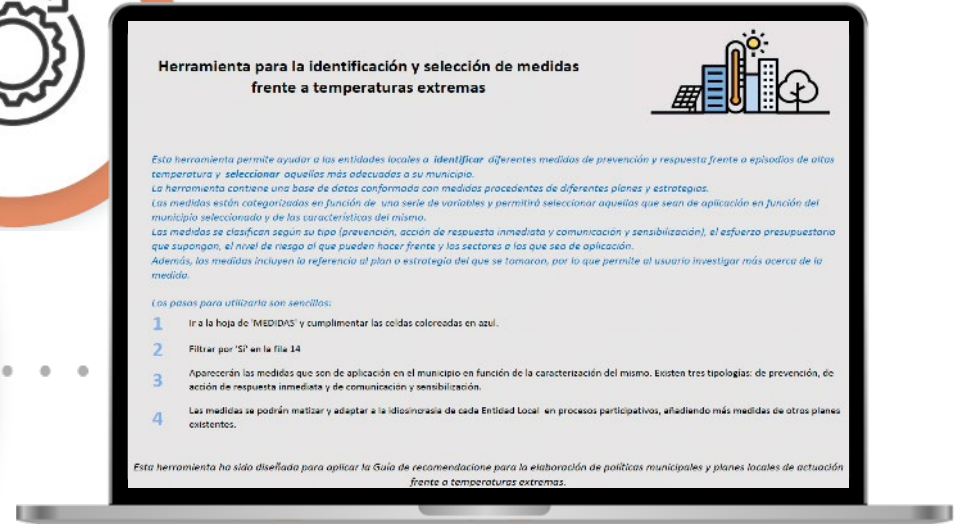 Herramienta para la identificación y selección de medidas
frente a temperaturas extremas
Esta herramienta permite ayudar a las entidades locales a identificar diferentes medidas de prevención y respuesta frente a episodios de altas
temperatura y seleccionar aquellas más adecuadas a su municipio.
La herramienta contiene una base de datos conformada con medidas procedentes de diferentes planes y estrategias.
Las medidas están categorizadas en función de una serie de variables y permitirá seleccionar aquellas que sean de aplicación en función del
municipio seleccionado y de las características del mismo.
Las medidas se clasifican según su tipo (prevención, acción de respuesta inmediata y comunicación y sensibilización), el esfuerzo presupuestario
que supongan, el nivel de riesgo al que pueden hacer frente y los sectores a los que sea de aplicación.
Además, las medidas incluyen la referencia al plan o estrategia del que se tomaron, por lo que permite al usuario investigar más acerca de la
medida.
Los pasos para utilizarla son sencillos:
1 Ir a la hoja de 'MEDIDAS' y cumplimentar las celdas coloreadas en azul.
2 Filtrar por 'Sí' en la fila 14
3 Aparecerán las medidas que son de aplicación en el municipio en función de la caracterización del mismo. Existen tres tipologías: de prevención, de
acción de respuesta inmediata y de comunicación y sensibilización.
4 Las medidas se podrán matizar y adaptar a la idiosincrasia de cada Entidad Local en procesos participativos, añadiendo más medidas de otros planes
existentes.
Esta herramienta ha sido diseñada para aplicar la Guía de recomendacione para la elaboración de políticas municipales y planes locales de actuación
frente a temperaturas extremas.